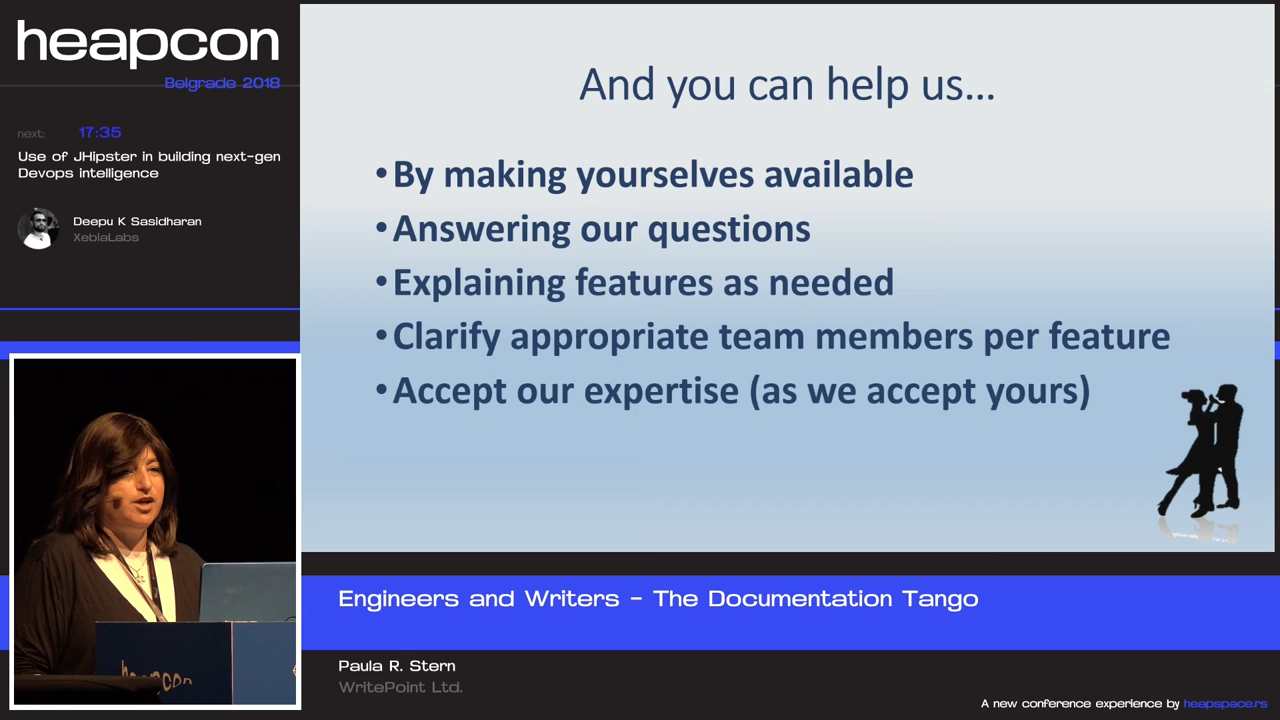 heapcon
Belgrade 2018
next: 17:35
Use of JHipster in building next-gen
Devops intelligence
Deepu K Sasidharan
XebiaLabs
And you can help us...
• By making yourselves available
• Answering our questions
• Explaining features as needed
• Clarify appropriate team members per feature
• Accept our expertise (as we accept yours)
heapcon
Engineers and Writers - The Documentation Tango
Paula R. Stern
WritePoint Ltd.
A new conference experience by heapspace.rs